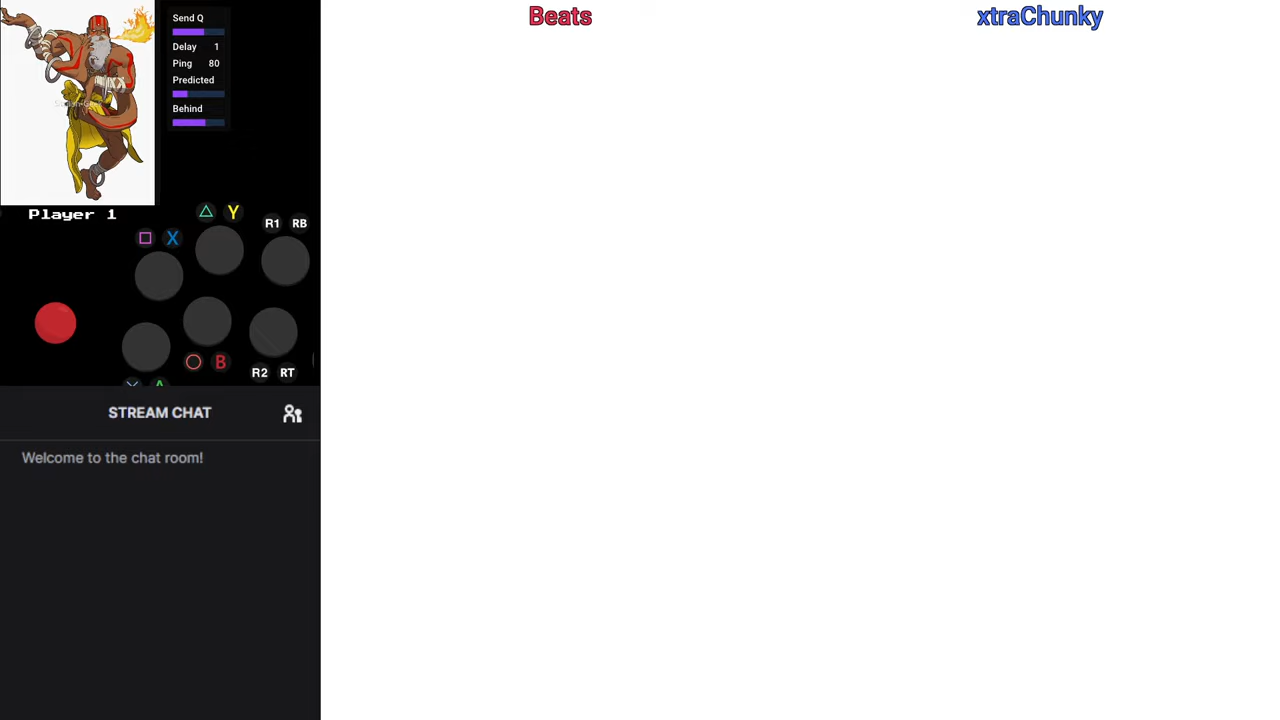 Beats
xtraChunky
Send Q
Delay 1
Ping 80
Predicted
Behind
Player 1
Y
R1 RB
X
B
R2 RT
A
STREAM CHAT
Welcome to the chat room!